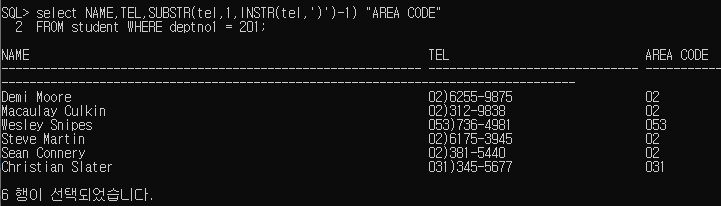 SQL> select NAME,TEL,SUBSTR(tel,1,INSTR(tel,')')-1) "AREA CODE"
2 FROM student WHERE deptno1 = 201;
NAME TEL AREA CODE
------------------------------------------------------------ ------------------------------ ----------
--------------------------------------------------------------------------------
Demi Moore 02)6255-9875 02
Macaulay Culkin 02)312-9838 02
Wesley Snipes 053)736-4981 053
Steve Martin 02)6175-3945 02
Sean Connery 02)381-5440 02
Christian Slater 031)345-5677 031
6 행이 선택되었습니다.